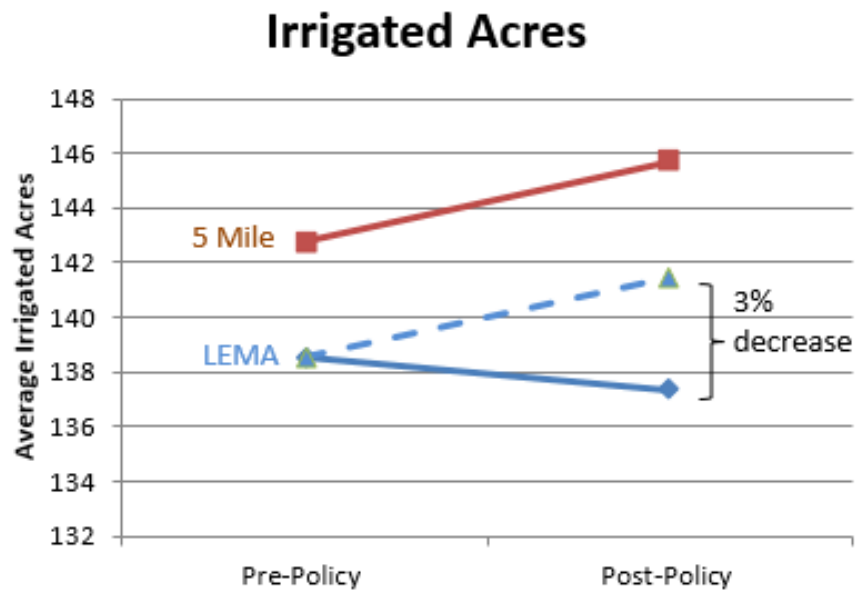 Irrigated Acres
Average Irrigated Acres
148
146
144
142
140
138
136
134
132
5 Mile
LEMA
3%
decrease
Pre-Policy
Post-Policy